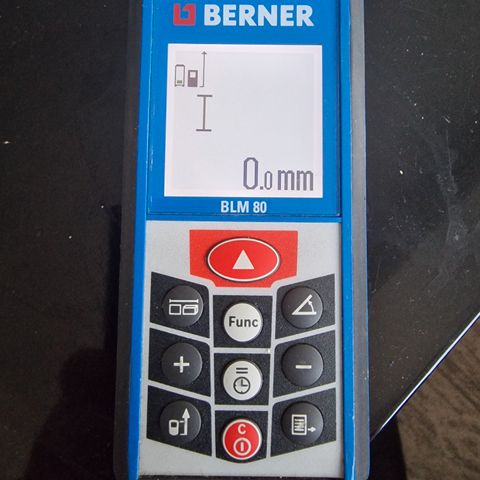 BERNER
0.0 mm
BLM 80
Func
+ −
=
C